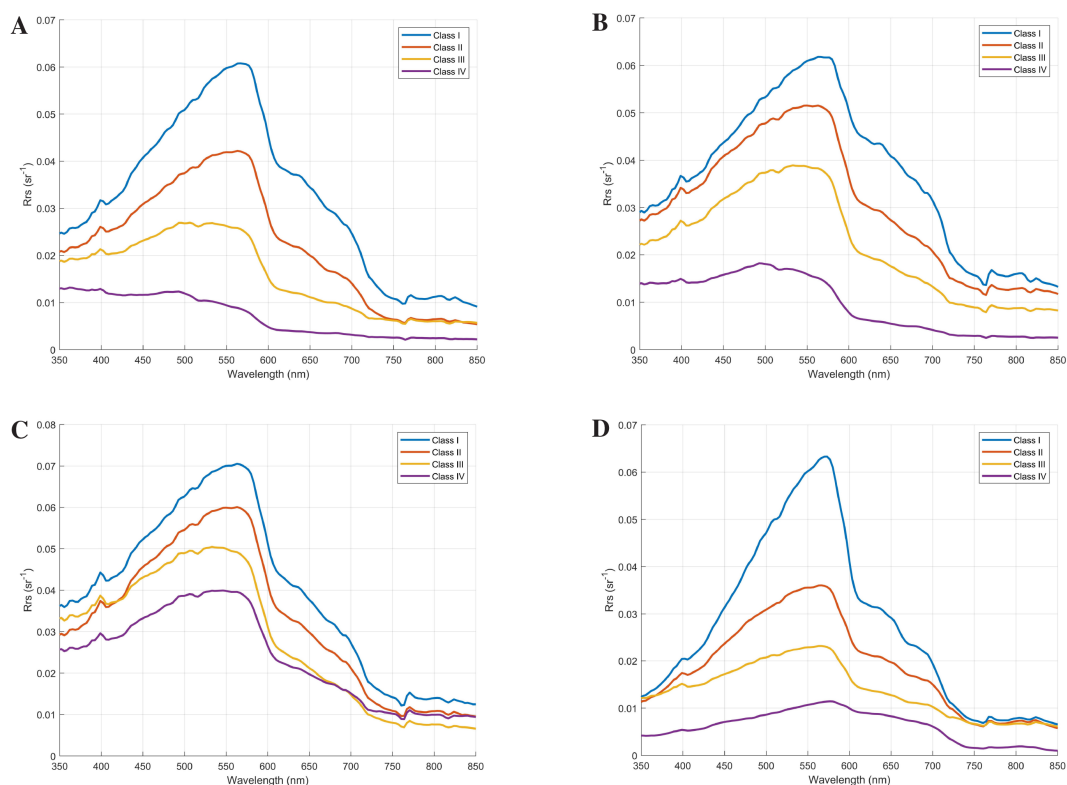 A
0.07
0.06
0.05
0.04
0.03
0.02
0.01
0
Rrs (sr⁻¹)
350 400 450 500 550 600 650 700 750 800 850
Wavelength (nm)
Class I
Class II
Class III
Class IV
B
0.07
0.06
0.05
0.04
0.03
0.02
0.01
0
Rrs (sr⁻¹)
350 400 450 500 550 600 650 700 750 800 850
Wavelength (nm)
Class I
Class II
Class III
Class IV
C
0.08
0.07
0.06
0.05
0.04
0.03
0.02
0.01
0
Rrs (sr⁻¹)
350 400 450 500 550 600 650 700 750 800 850
Wavelength (nm)
Class I
Class II
Class III
Class IV
D
0.07
0.06
0.05
0.04
0.03
0.02
0.01
0
Rrs (sr⁻¹)
350 400 450 500 550 600 650 700 750 800 850
Wavelength (nm)
Class I
Class II
Class III
Class IV